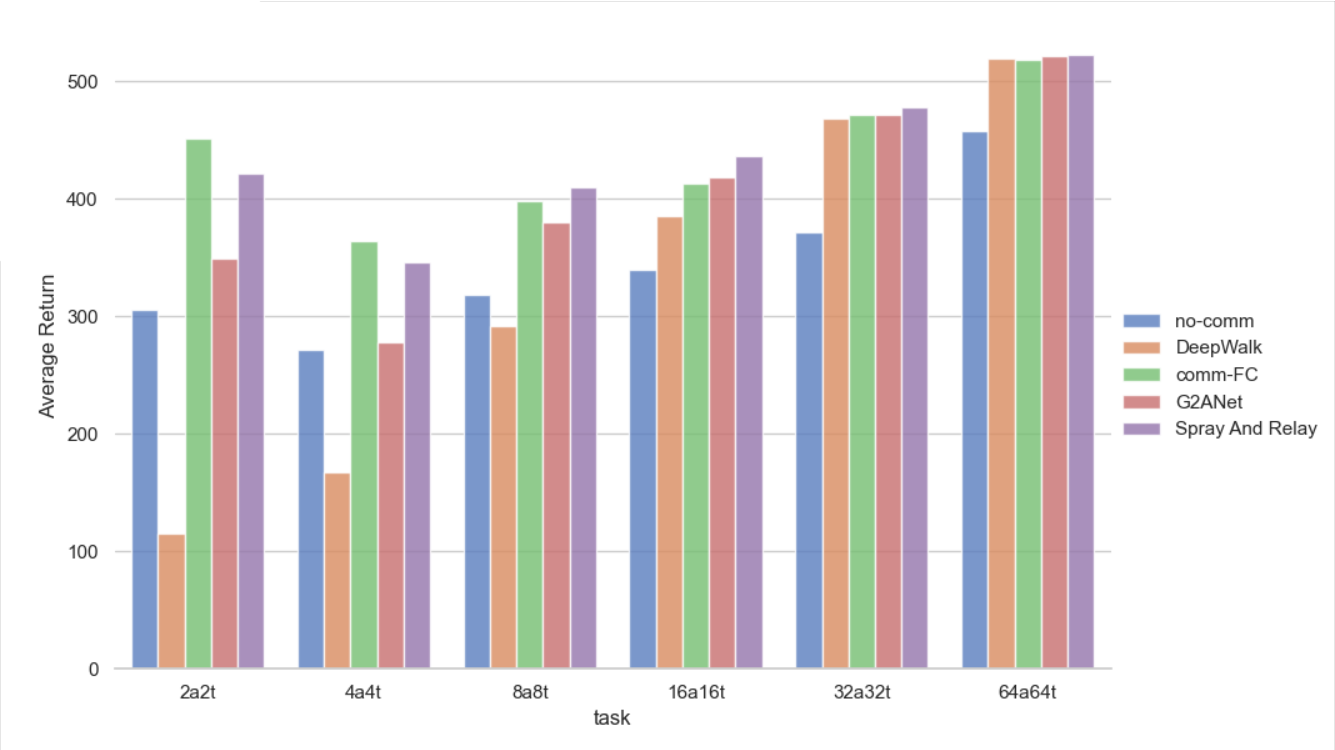 500
400
300
200
100
0
Average Return
2a2t
4a4t
8a8t
16a16t
32a32t
64a64t
task
no-comm
DeepWalk
comm-FC
G2ANet
Spray And Relay